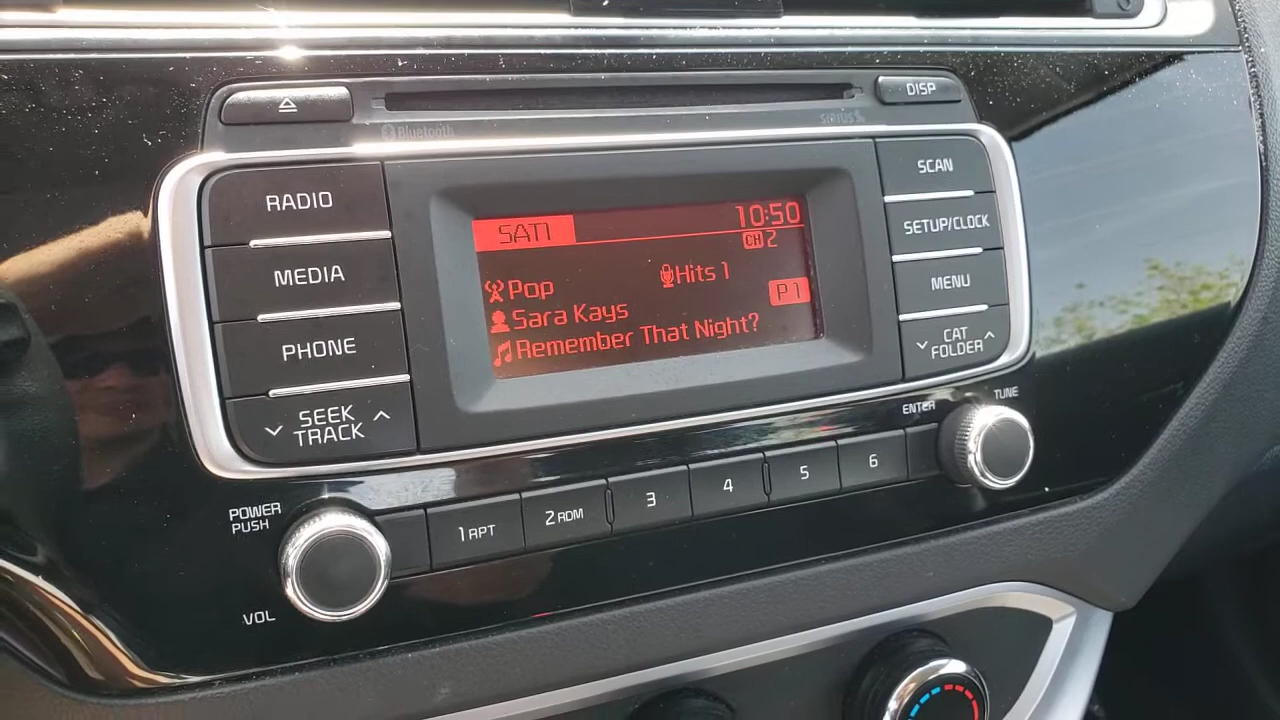 DISP
Bluetooth
SIRIUS
RADIO
SCAN
SAT1
10:50
CH 2
SETUP/CLOCK
MEDIA
Pop
Hits 1
MENU
P1
Sara Kays
Remember That Night?
PHONE
CAT
FOLDER
SEEK
TRACK
ENTER
TUNE
POWER
PUSH
1 RPT
2 RDM
3
4
5
6
VOL